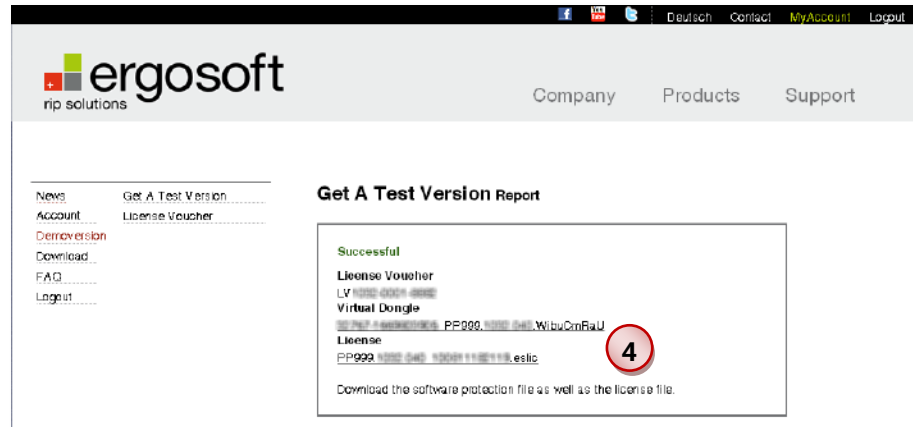 You Tube Deutsch Contact MyAccount Logout
ergosoft
rip solutions
Company Products Support
News Get A Test Version
Account License Voucher
Demoversion
Download
FAQ
Logout
Get A Test Version Report
Successful
License Voucher
LV
Virtual Dongle
PP999. .WibuCmRaU
License
PP999. .eslic
4
Download the software protection file as well as the license file.